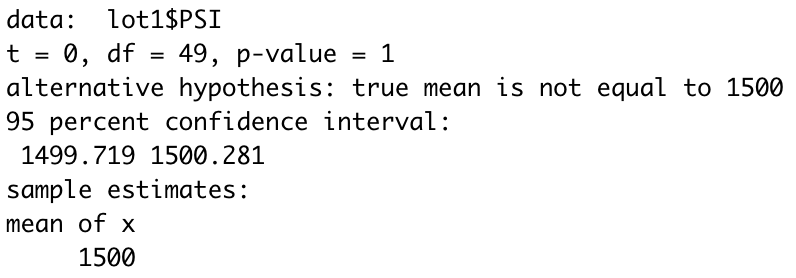 data:  lot1$PSI
t = 0, df = 49, p-value = 1
alternative hypothesis: true mean is not equal to 1500
95 percent confidence interval:
 1499.719 1500.281
sample estimates:
mean of x
     1500